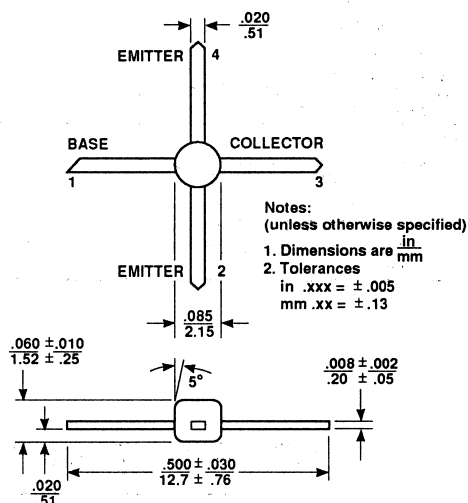 .020
.51
EMITTER 4
BASE
COLLECTOR
1
3
Notes:
(unless otherwise specified)
1. Dimensions are in
mm
2. Tolerances
in .xxx = ± .005
mm .xx = ± .13
EMITTER 2
.085
2.15
.060 ± .010
1.52 ± .25
5°
.008 ± .002
.20 ± .05
.020
.51
.500 ± .030
12.7 ± .76